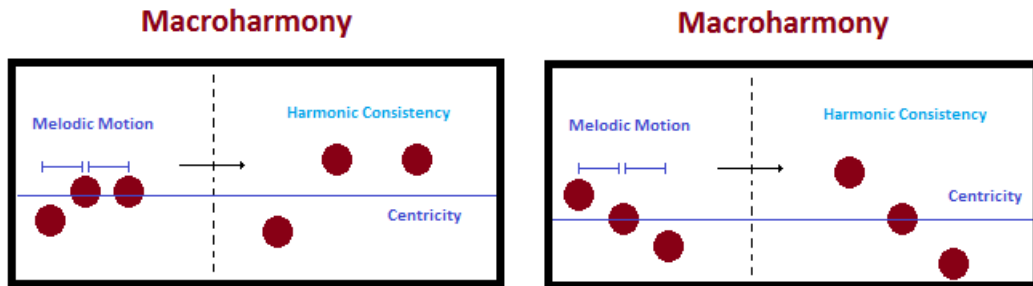 Macroharmony
Melodic Motion
Harmonic Consistency
Centricity
Macroharmony
Melodic Motion
Harmonic Consistency
Centricity